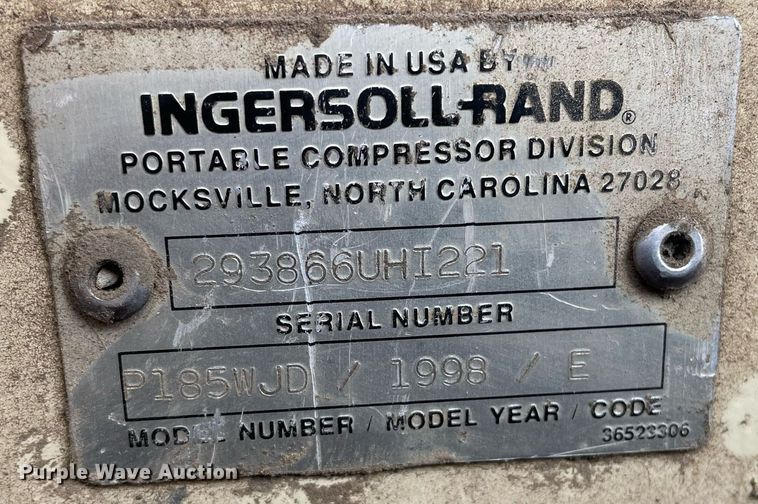 MADE IN USA BY
INGERSOLL-RAND®
PORTABLE COMPRESSOR DIVISION
MOCKSVILLE, NORTH CAROLINA 27028
293866UHI221
SERIAL NUMBER
P185WJD / 1998 / E
MODEL NUMBER / MODEL YEAR / CODE
36523306
Purple Wave Auction